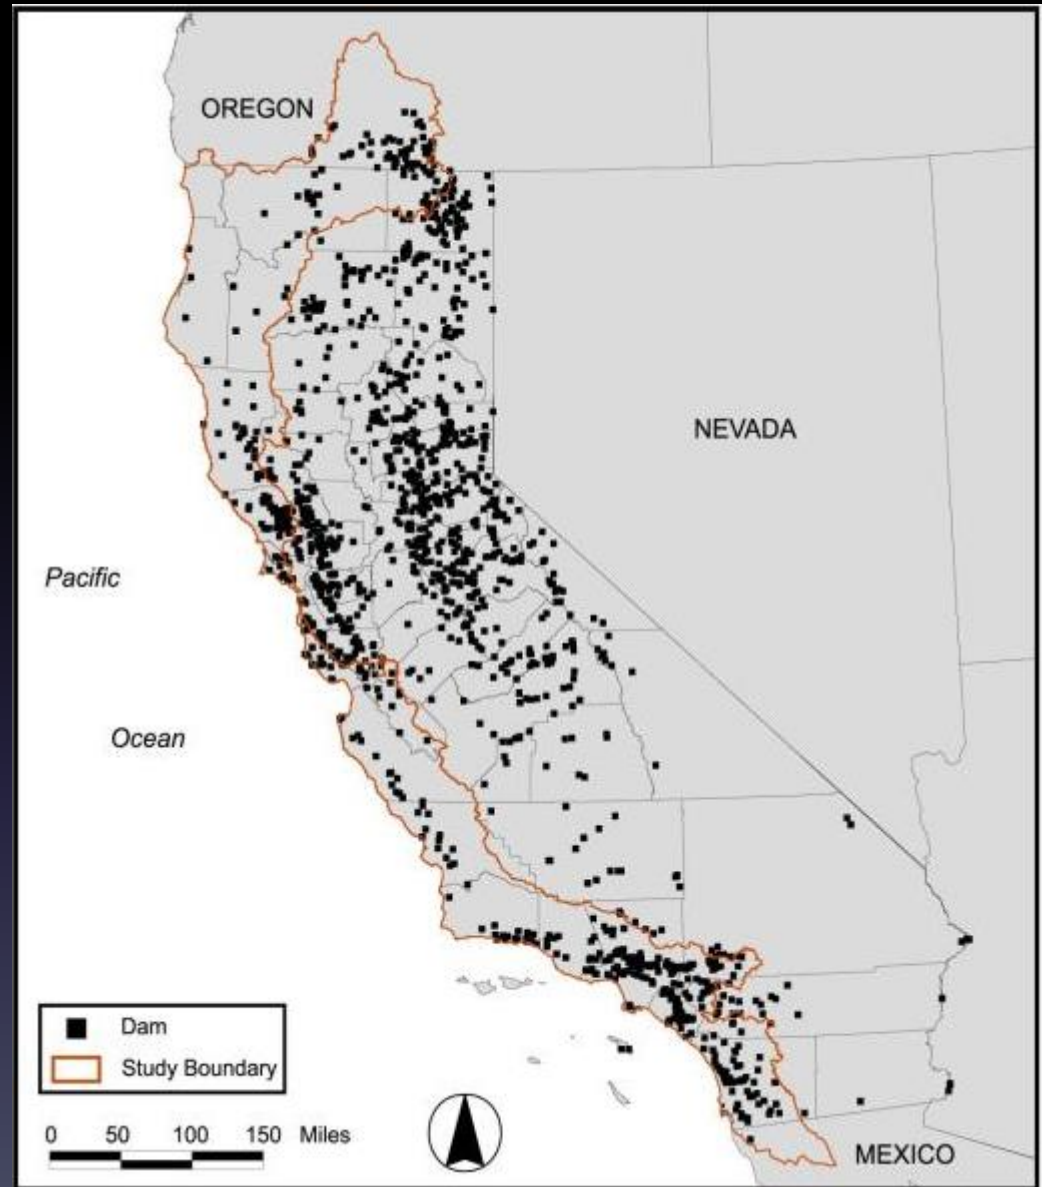 OREGON
NEVADA
Pacific
Ocean
Dam
Study Boundary
0 50 100 150 Miles
MEXICO